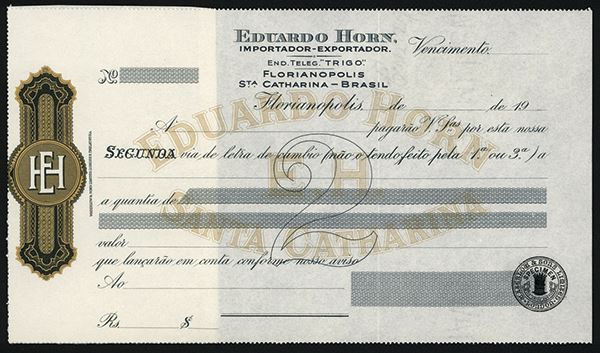 EDUARDO HORN,
IMPORTADOR-EXPORTADOR.
END. TELEG. "TRIGO".
FLORIANOPOLIS
STA CATHARINA – BRASIL
Vencimento
No
Florianopolis, de de 19
A pagarão V. Sas por esta nossa
SEGUNDA via de letra de cambio (não o tendo feito pela 1a ou 3a) a
a quantia de
valor
que lançarão em conta conforme nosso aviso
Ao
Rs. $
EDUARDO HORN
E. H.
SANTA CATHARINA
2
EH
& SONS
SPECIMEN